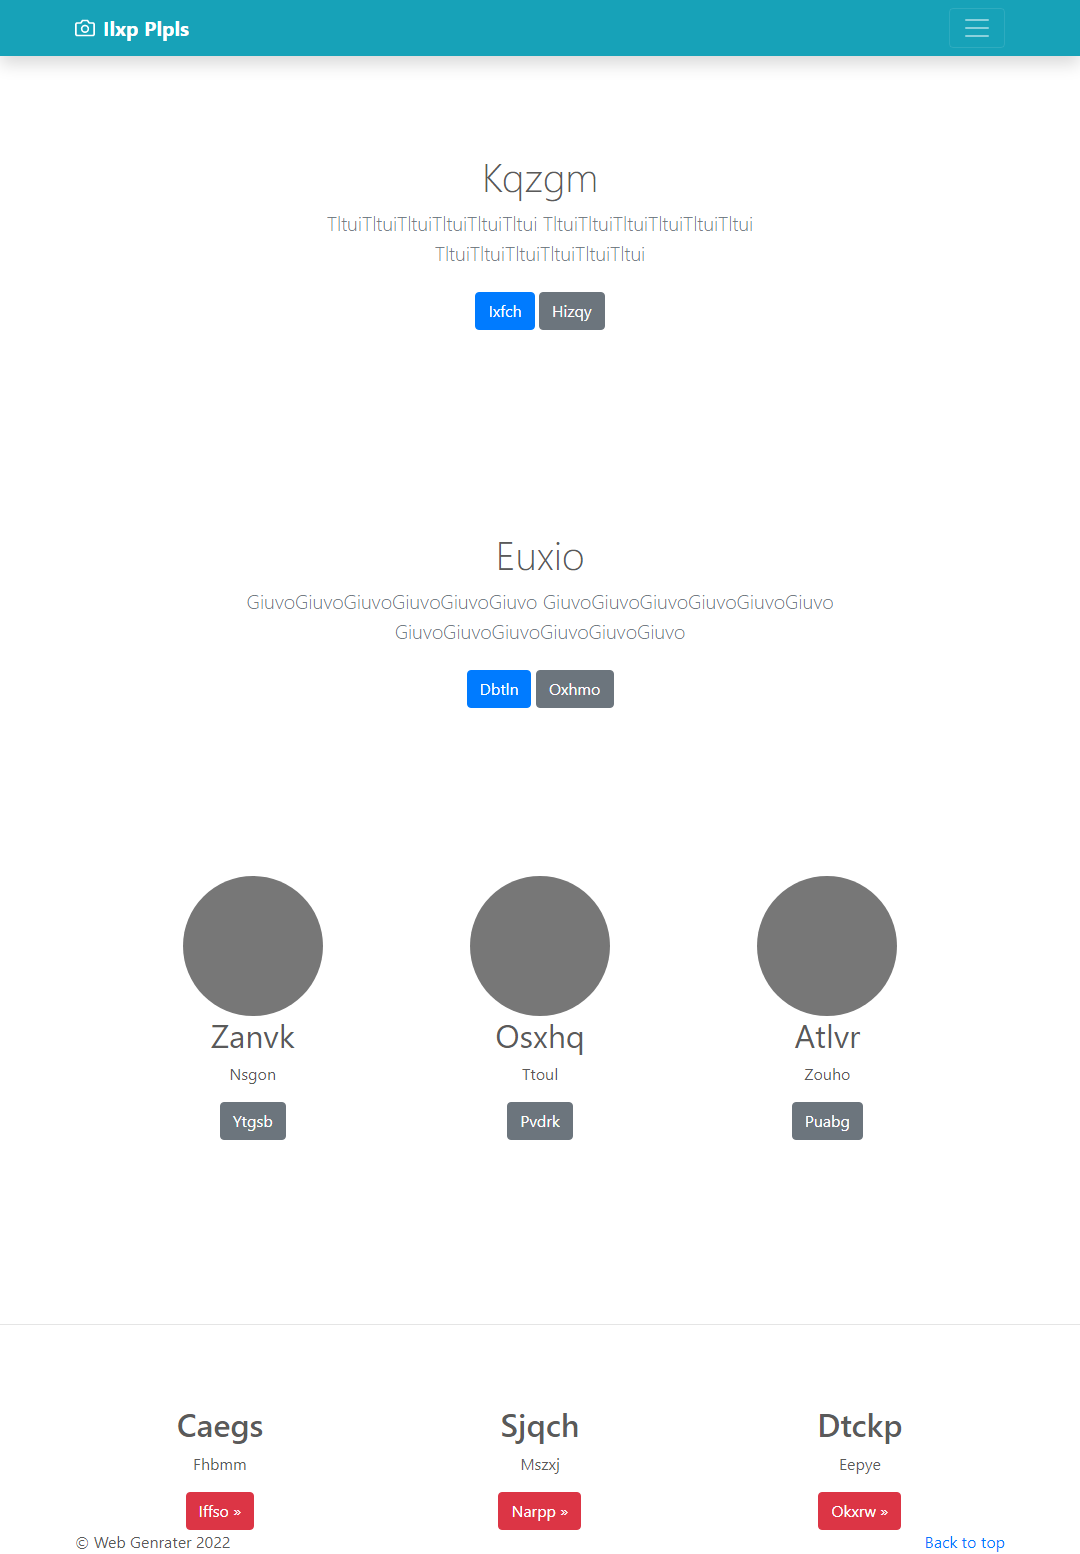 Ilxp Plpls
Kqzgm
TltuiTltuiTltuiTltuiTltuiTltui TltuiTltuiTltuiTltuiTltuiTltui
TltuiTltuiTltuiTltuiTltuiTltui
Ixfch Hizqy
Euxio
GiuvoGiuvoGiuvoGiuvoGiuvoGiuvo GiuvoGiuvoGiuvoGiuvoGiuvoGiuvo
GiuvoGiuvoGiuvoGiuvoGiuvoGiuvo
Dbtln Oxhmo
Zanvk Osxhq Atlvr
Nsgon Ttoul Zouho
Ytgsb Pvdrk Puabg
Caegs Sjqch Dtckp
Fhbmm Mszxj Eepye
Iffso » Narpp » Okxrw »
© Web Genrater 2022 Back to top